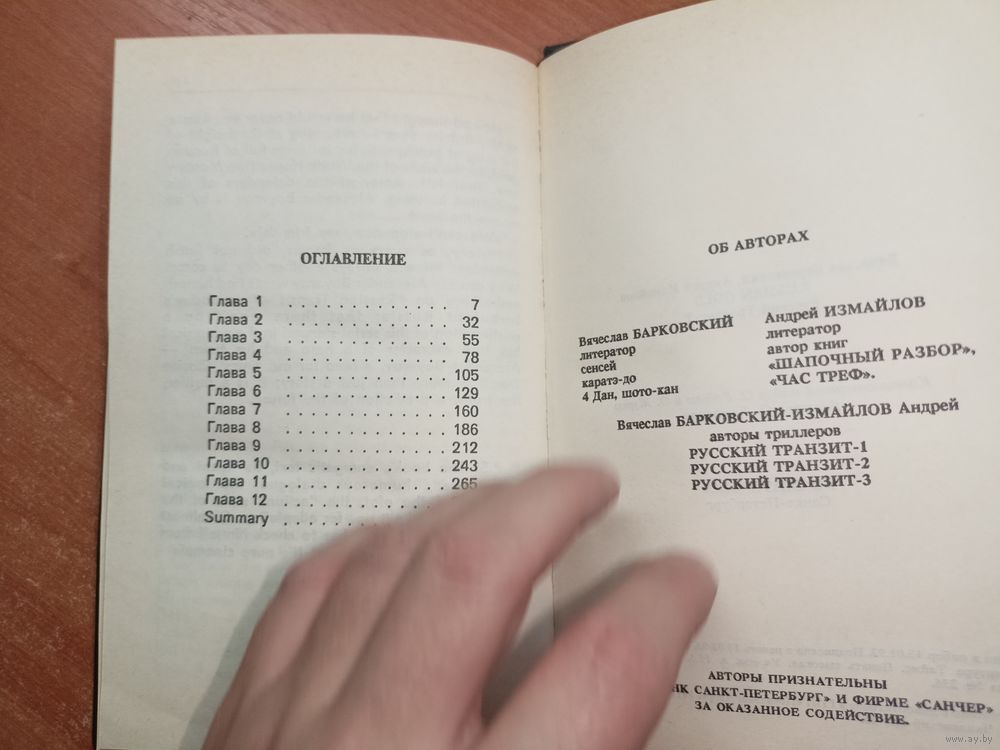 ОГЛАВЛЕНИЕ
Глава 1 . . . . . . . . . . . . . . 7
Глава 2 . . . . . . . . . . . . . . 32
Глава 3 . . . . . . . . . . . . . . 55
Глава 4 . . . . . . . . . . . . . . 78
Глава 5 . . . . . . . . . . . . . . 105
Глава 6 . . . . . . . . . . . . . . 129
Глава 7 . . . . . . . . . . . . . . 160
Глава 8 . . . . . . . . . . . . . . 186
Глава 9 . . . . . . . . . . . . . . 212
Глава 10 . . . . . . . . . . . . . 243
Глава 11 . . . . . . . . . . . . . 265
Глава 12 . . . . . . . . . . .
Summary . . . . . . .
ОБ АВТОРАХ
Вячеслав БАРКОВСКИЙ
литератор
сенсей
каратэ-до
4 Дан, шото-кан
Андрей ИЗМАЙЛОВ
литератор
автор книг
«ШАПОЧНЫЙ РАЗБОР»,
«ЧАС ТРЕФ».
Вячеслав БАРКОВСКИЙ-ИЗМАЙЛОВ Андрей
авторы триллеров
РУССКИЙ ТРАНЗИТ-1
РУССКИЙ ТРАНЗИТ-2
РУССКИЙ ТРАНЗИТ-3
АВТОРЫ ПРИЗНАТЕЛЬНЫ
НК САНКТ-ПЕТЕРБУРГ» И ФИРМЕ «САНЧЕР»
ЗА ОКАЗАННОЕ СОДЕЙСТВИЕ.
www.ay.by